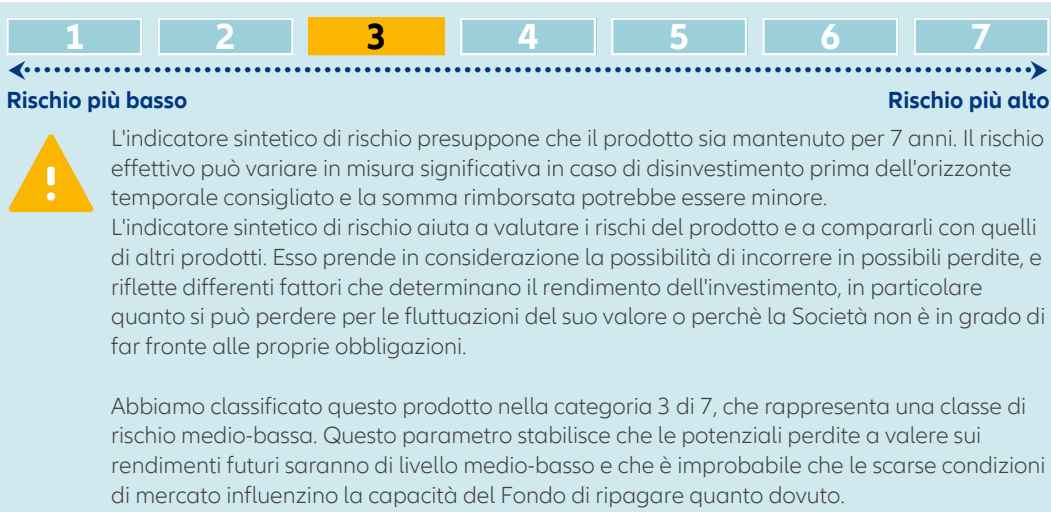 1 2 3 4 5 6 7
Rischio più basso Rischio più alto
L'indicatore sintetico di rischio presuppone che il prodotto sia mantenuto per 7 anni. Il rischio
effettivo può variare in misura significativa in caso di disinvestimento prima dell'orizzonte
temporale consigliato e la somma rimborsata potrebbe essere minore.
L'indicatore sintetico di rischio aiuta a valutare i rischi del prodotto e a compararli con quelli
di altri prodotti. Esso prende in considerazione la possibilità di incorrere in possibili perdite, e
riflette differenti fattori che determinano il rendimento dell'investimento, in particolare
quanto si può perdere per le fluttuazioni del suo valore o perchè la Società non è in grado di
far fronte alle proprie obbligazioni.
Abbiamo classificato questo prodotto nella categoria 3 di 7, che rappresenta una classe di
rischio medio-bassa. Questo parametro stabilisce che le potenziali perdite a valere sui
rendimenti futuri saranno di livello medio-basso e che è improbabile che le scarse condizioni
di mercato influenzino la capacità del Fondo di ripagare quanto dovuto.